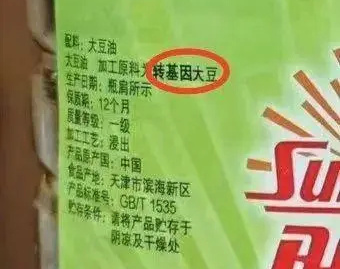 配料：大豆油
大豆油 加工原料为转基因大豆
生产日期：瓶肩所示
保质期：12个月
质量等级：一级
加工工艺：浸出
产品原产国：中国
产地：天津市滨海新区
产品标准号：GB/T 1535
贮存条件：请将产品贮存于
阴凉及干燥处